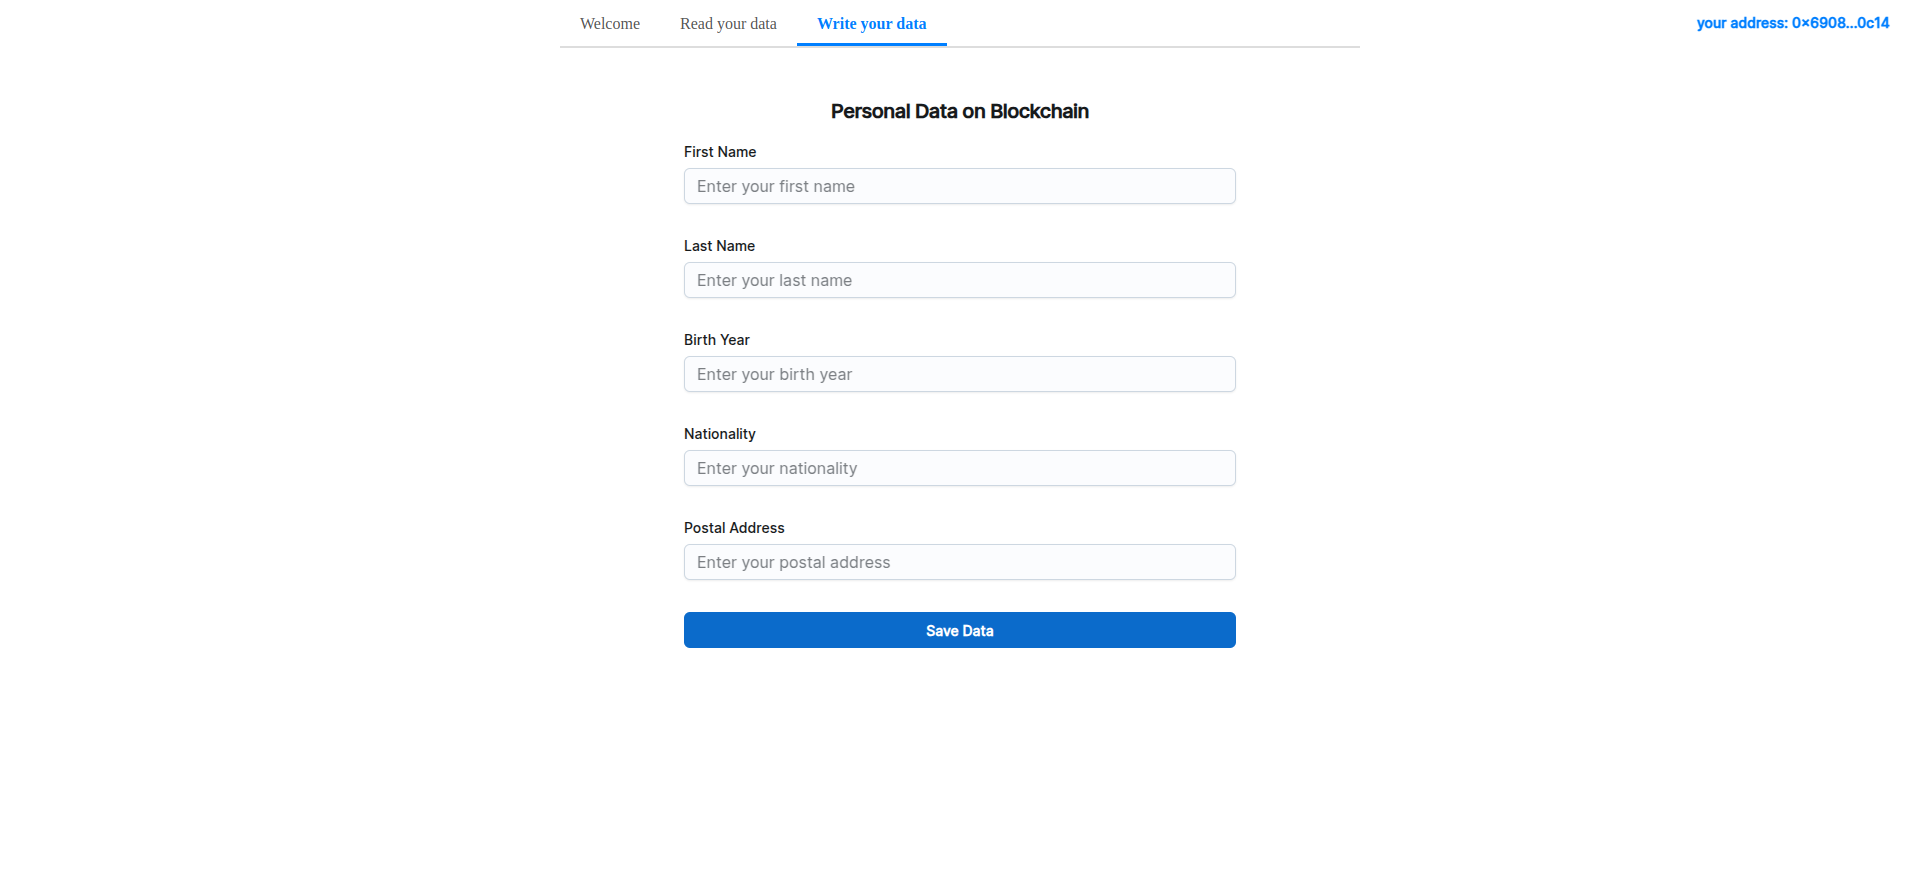 Welcome Read your data Write your data your address: 0x6908...0c14
Personal Data on Blockchain
First Name
Enter your first name
Last Name
Enter your last name
Birth Year
Enter your birth year
Nationality
Enter your nationality
Postal Address
Enter your postal address
Save Data